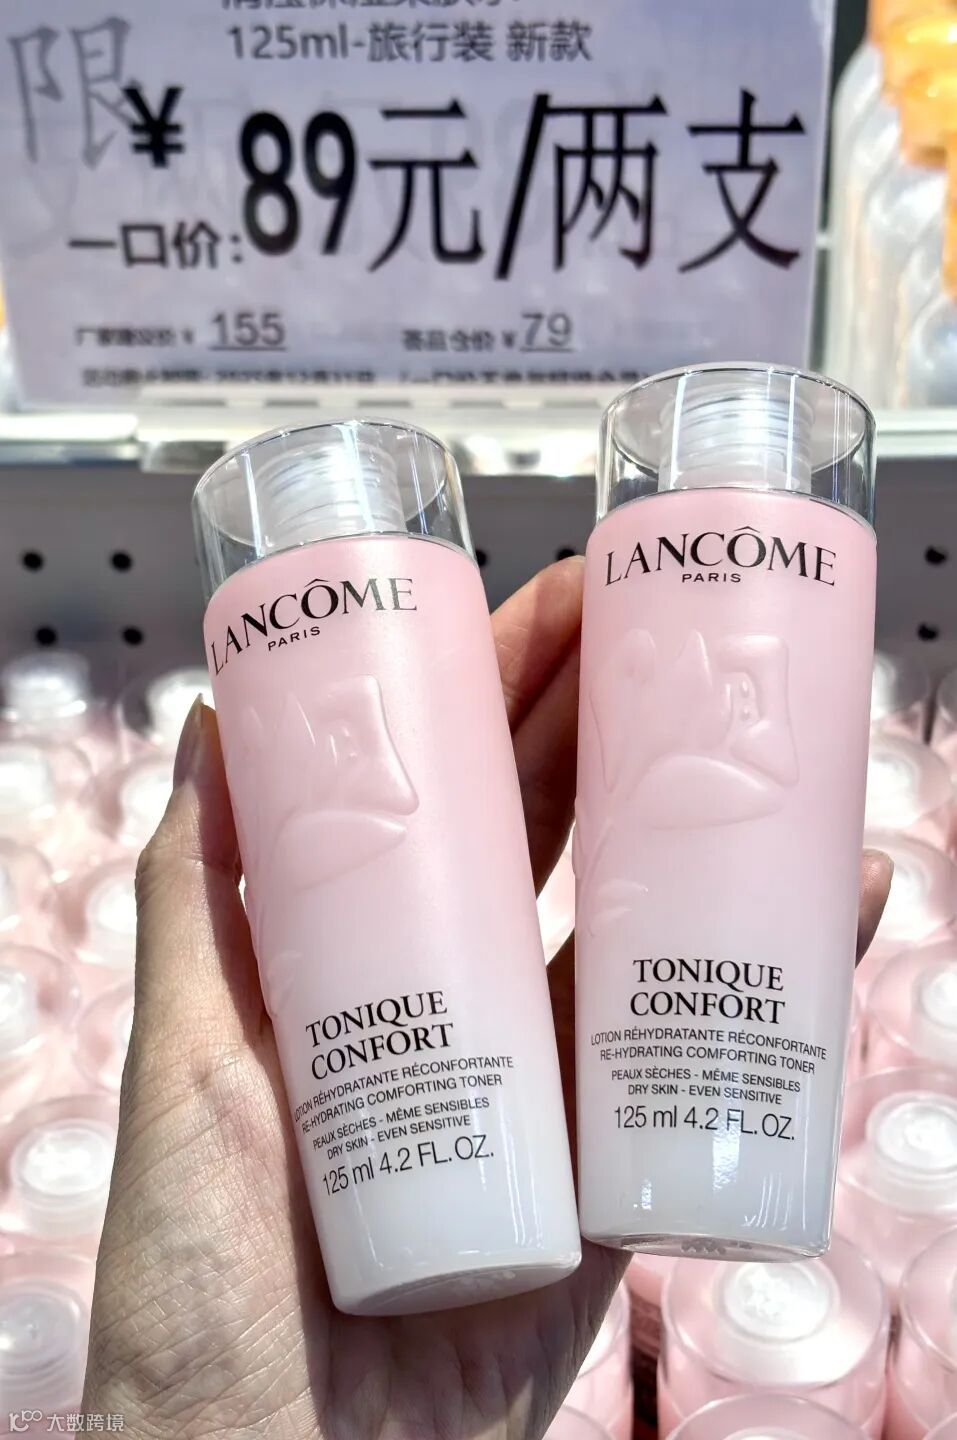 125ml-旅行装 新款
限
¥ 89元/两支
一口价:
厂家建议价 ¥ 155
¥ 79
LANCÔME
PARIS
TONIQUE
CONFORT
LOTION RÉHYDRATANTE RÉCONFORTANTE
RE-HYDRATING COMFORTING TONER
PEAUX SÈCHES - MÊME SENSIBLES
DRY SKIN - EVEN SENSITIVE
125 ml 4.2 FL.OZ.
LANCÔME
PARIS
TONIQUE
CONFORT
LOTION RÉHYDRATANTE RÉCONFORTANTE
RE-HYDRATING COMFORTING TONER
PEAUX SÈCHES - MÊME SENSIBLES
DRY SKIN - EVEN SENSITIVE
125 ml 4.2 FL.OZ.
大数跨境